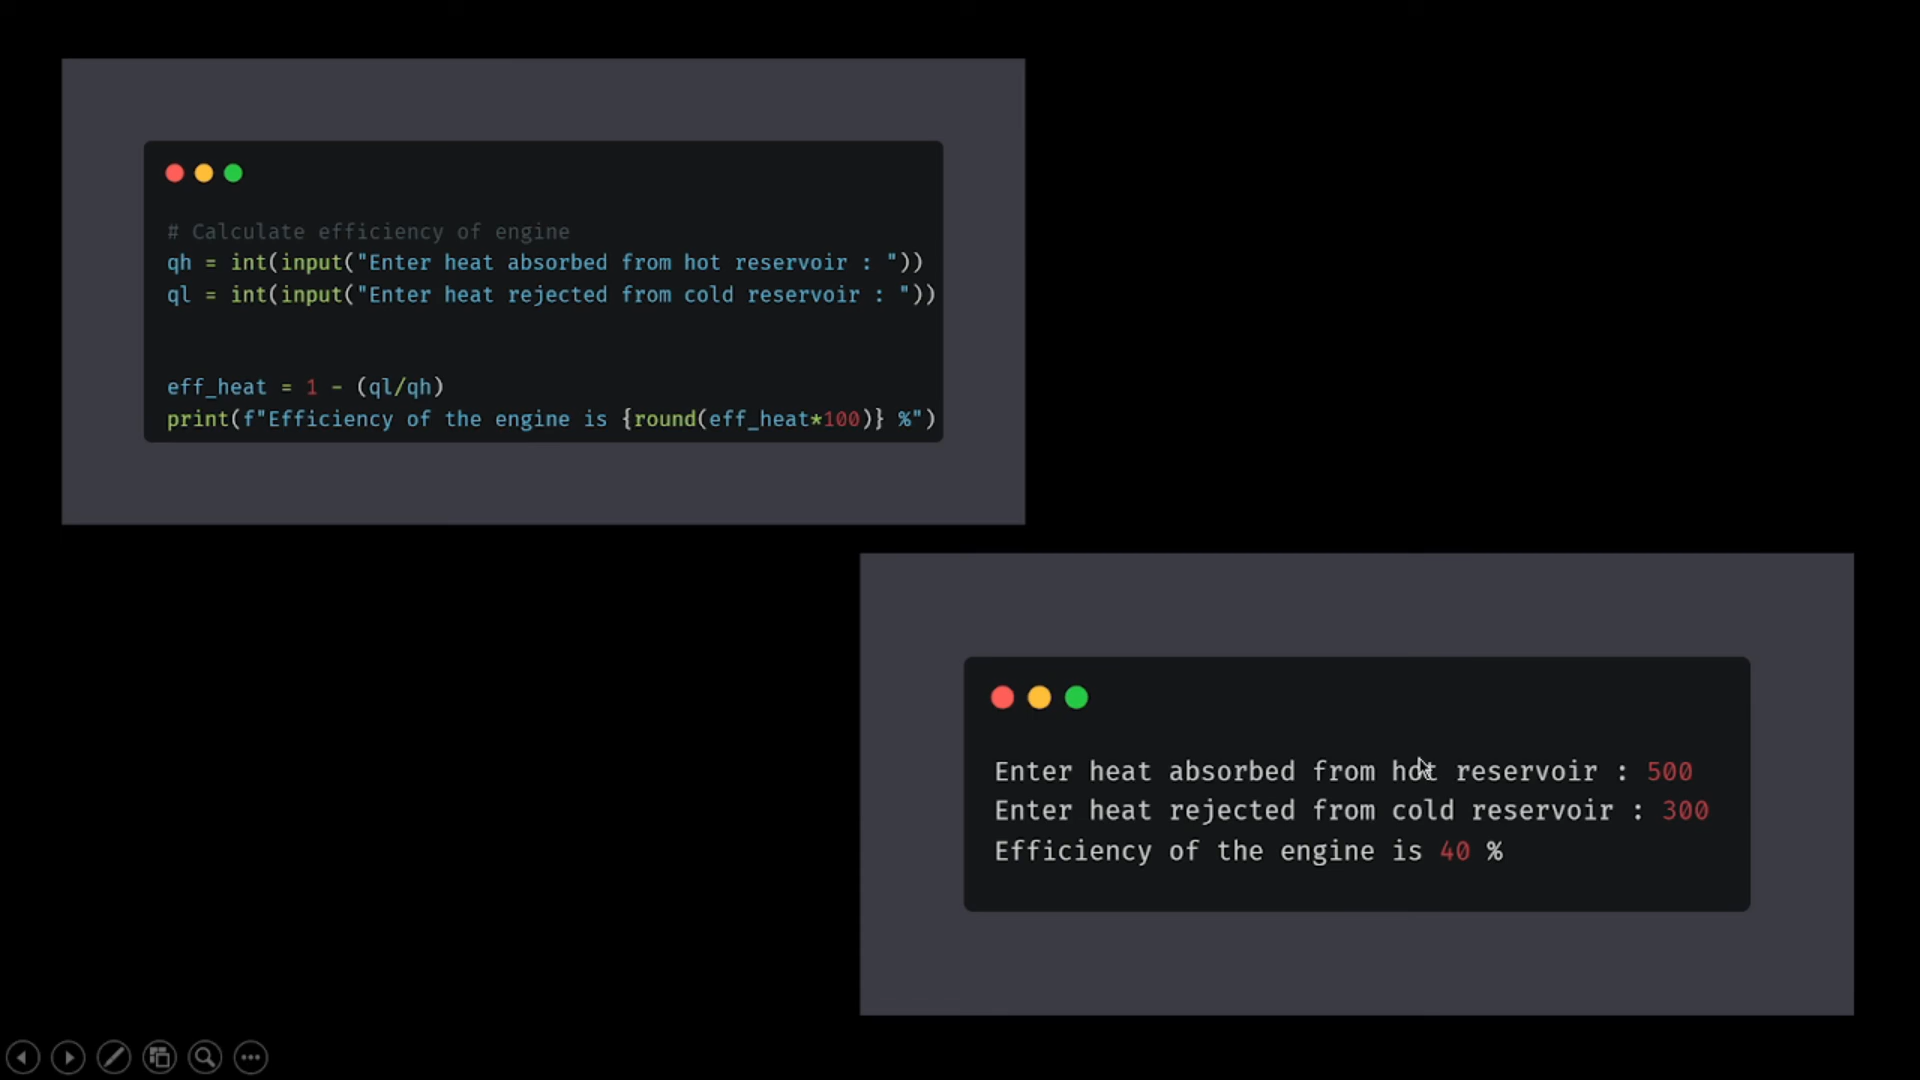 # Calculate efficiency of engine
qh = int(input("Enter heat absorbed from hot reservoir : "))
ql = int(input("Enter heat rejected from cold reservoir : "))
eff_heat = 1 - (ql/qh)
print(f"Efficiency of the engine is {round(eff_heat*100)} %")
Enter heat absorbed from hot reservoir : 500
Enter heat rejected from cold reservoir : 300
Efficiency of the engine is 40 %